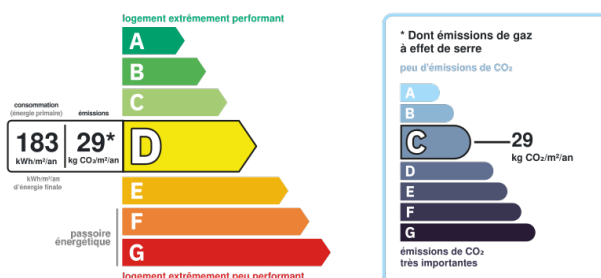 logement extrêmement performant
A
B
C
consommation
(énergie primaire)
émissions
183
kWh/m²/an
29*
kg CO₂/m²/an
D
kWh/m²/an
d'énergie finale
E
F
G
passoire
énergétique
logement extrêmement peu performant
* Dont émissions de gaz
à effet de serre
peu d'émissions de CO₂
A
B
C
29
kg CO₂/m²/an
D
E
F
G
émissions de CO₂
très importantes